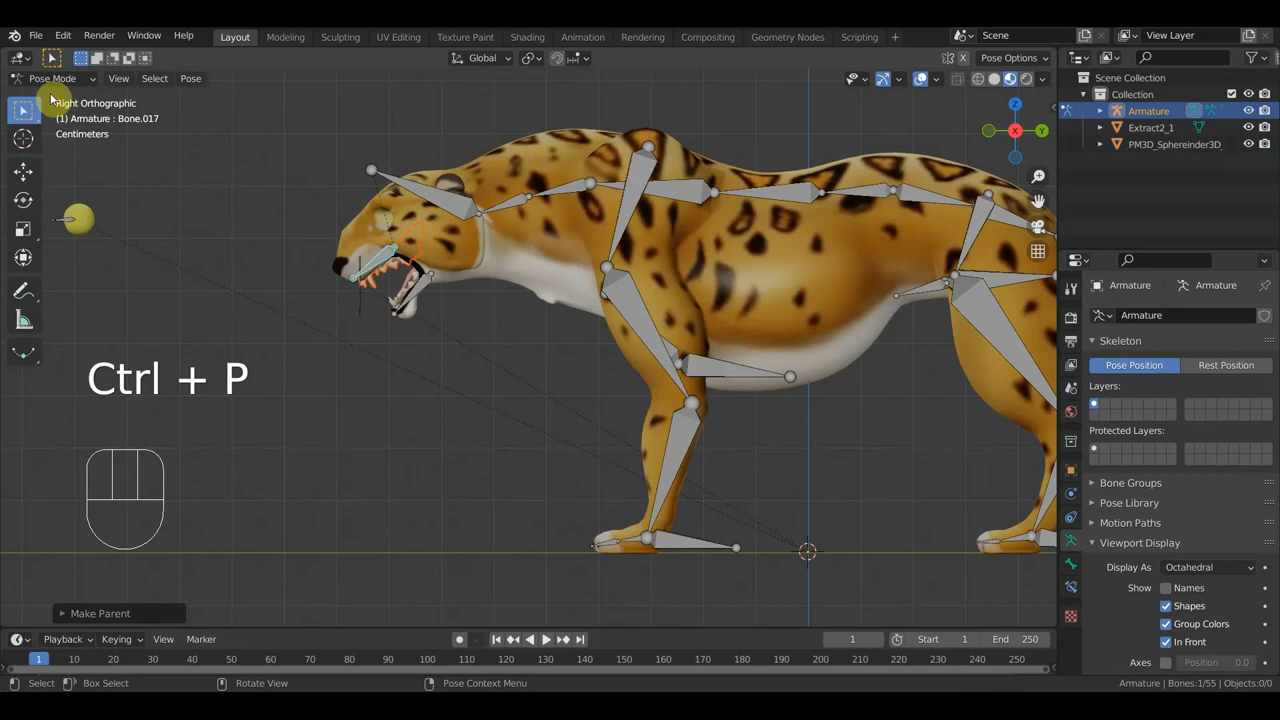 File Edit Render Window Help Layout Modeling Sculpting UV Editing Texture Paint Shading Animation Rendering Compositing Geometry Nodes Scripting + Scene View Layer
Global Pose Options
Pose Mode View Select Pose
Right Orthographic
(1) Armature : Bone.017
Centimeters
Z
X
Y
Scene Collection
Collection
Armature
Extract2_1
PM3D_Sphereinder3D_
Armature Armature
Armature
Skeleton
Pose Position Rest Position
Layers:
Protected Layers:
Bone Groups
Pose Library
Motion Paths
Viewport Display
Display As Octahedral
Show Names
Shapes
Group Colors
In Front
Axes Position 0.0
Ctrl + P
Make Parent
Playback Keying View Marker 1 Start 1 End 250
1 10 20 30 40 50 60 70 80 90 100 110 120 130 140 150 160 170 180 190 200 210 220 230 240 250
Select Box Select Rotate View Pose Context Menu Armature | Bones:1/55 | Objects:0/0